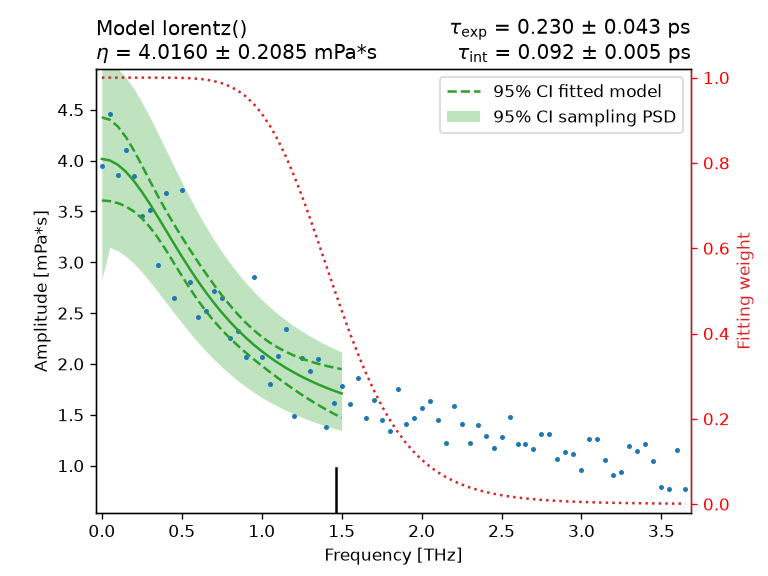 Model lorentz()
η = 4.0160 ± 0.2085 mPa*s
τexp = 0.230 ± 0.043 ps
τint = 0.092 ± 0.005 ps
95% CI fitted model
95% CI sampling PSD
Amplitude [mPa*s]
4.5
4.0
3.5
3.0
2.5
2.0
1.5
1.0
1.0
0.8
0.6
0.4
0.2
0.0
Fitting weight
0.0 0.5 1.0 1.5 2.0 2.5 3.0 3.5
Frequency [THz]